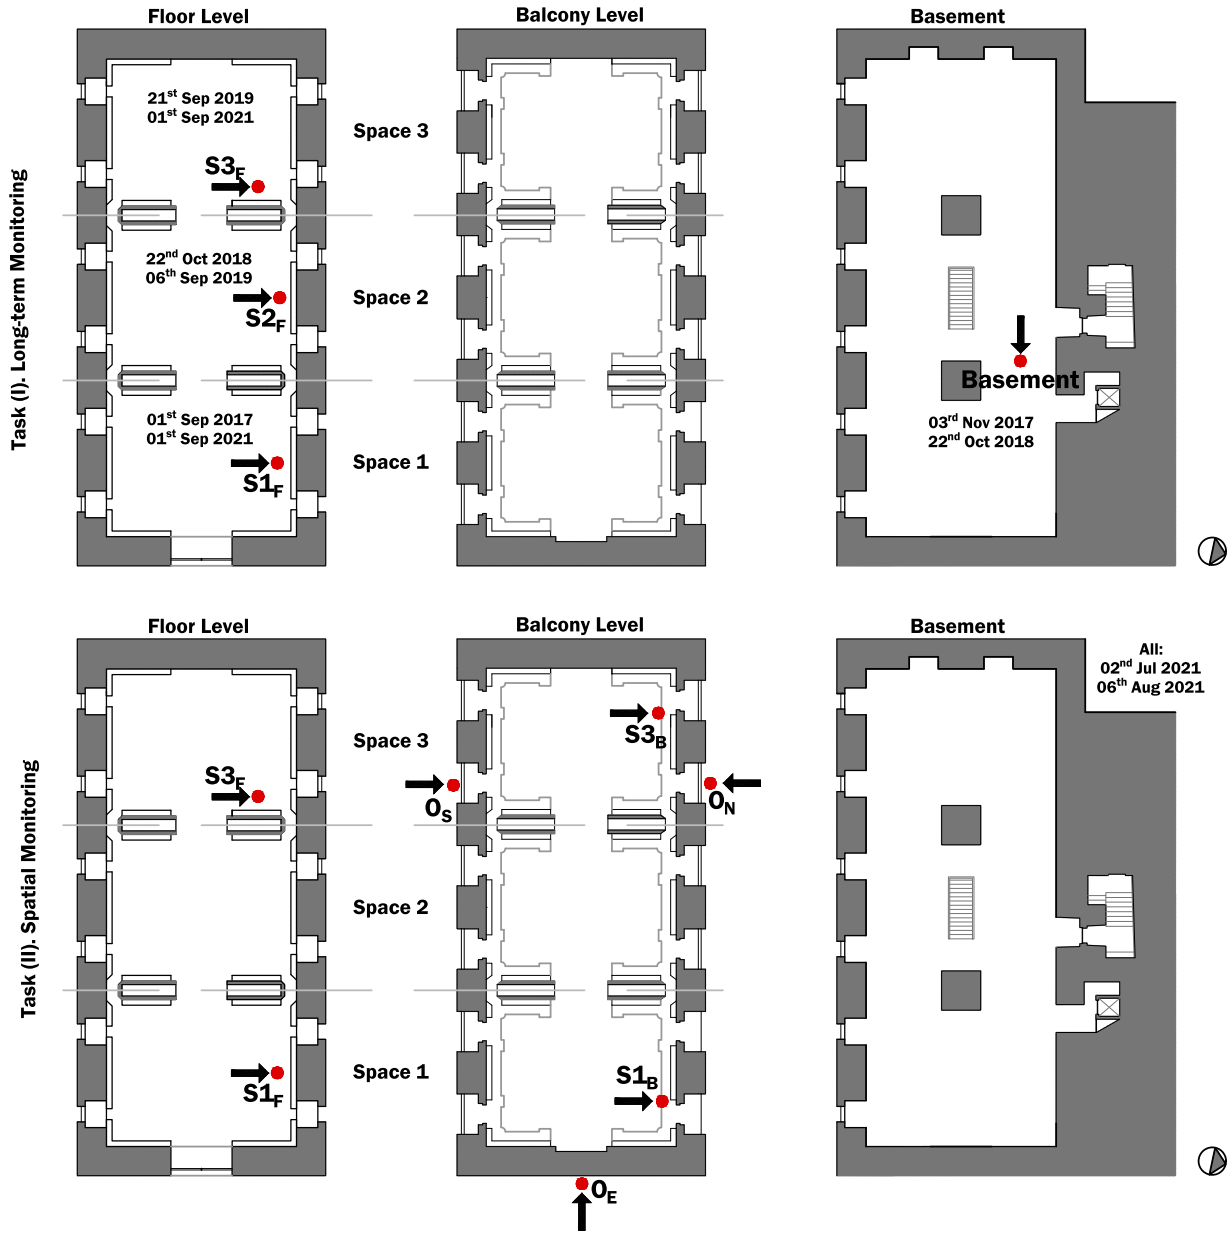 Floor Level
Balcony Level
Basement
Task (I). Long-term Monitoring
21st Sep 2019
01st Sep 2021
Space 3
S3F
22nd Oct 2018
06th Sep 2019
Space 2
S2F
Basement
01st Sep 2017
01st Sep 2021
03rd Nov 2017
22nd Oct 2018
Space 1
S1F
Floor Level
Balcony Level
Basement
Task (II). Spatial Monitoring
All:
02nd Jul 2021
06th Aug 2021
Space 3
S3B
S3F
OS
ON
Space 2
Space 1
S1B
S1F
OE